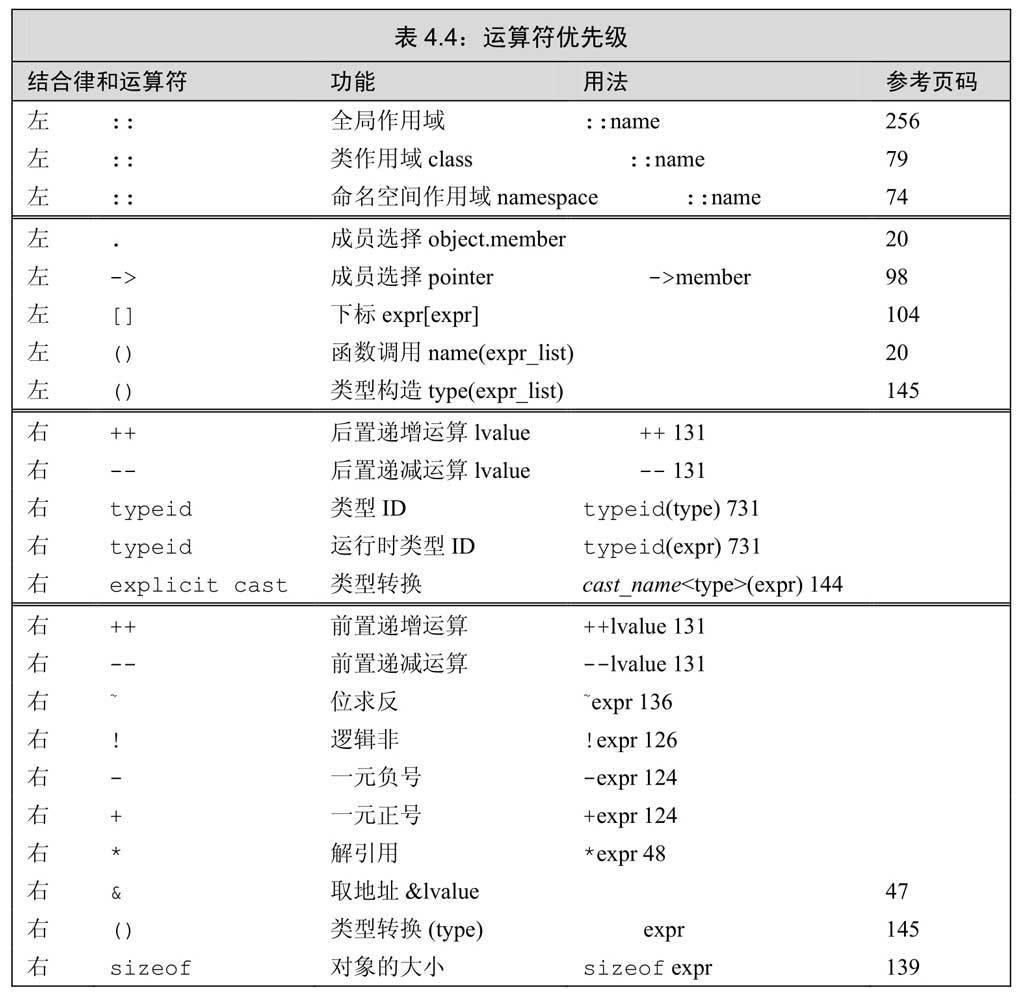 表 4.4：运算符优先级
结合律和运算符 功能 用法 参考页码
左 :: 全局作用域 ::name 256
左 :: 类作用域 class ::name 79
左 :: 命名空间作用域 namespace ::name 74
左 . 成员选择 object.member 20
左 -> 成员选择 pointer ->member 98
左 [] 下标 expr[expr] 104
左 () 函数调用 name(expr_list) 20
左 () 类型构造 type(expr_list) 145
右 ++ 后置递增运算 lvalue ++ 131
右 -- 后置递减运算 lvalue -- 131
右 typeid 类型 ID typeid(type) 731
右 typeid 运行时类型 ID typeid(expr) 731
右 explicit cast 类型转换 cast_name<type>(expr) 144
右 ++ 前置递增运算 ++lvalue 131
右 -- 前置递减运算 --lvalue 131
右 ~ 位求反 ~expr 136
右 ! 逻辑非 !expr 126
右 - 一元负号 -expr 124
右 + 一元正号 +expr 124
右 * 解引用 *expr 48
右 & 取地址 &lvalue 47
右 () 类型转换 (type) expr 145
右 sizeof 对象的大小 sizeof expr 139